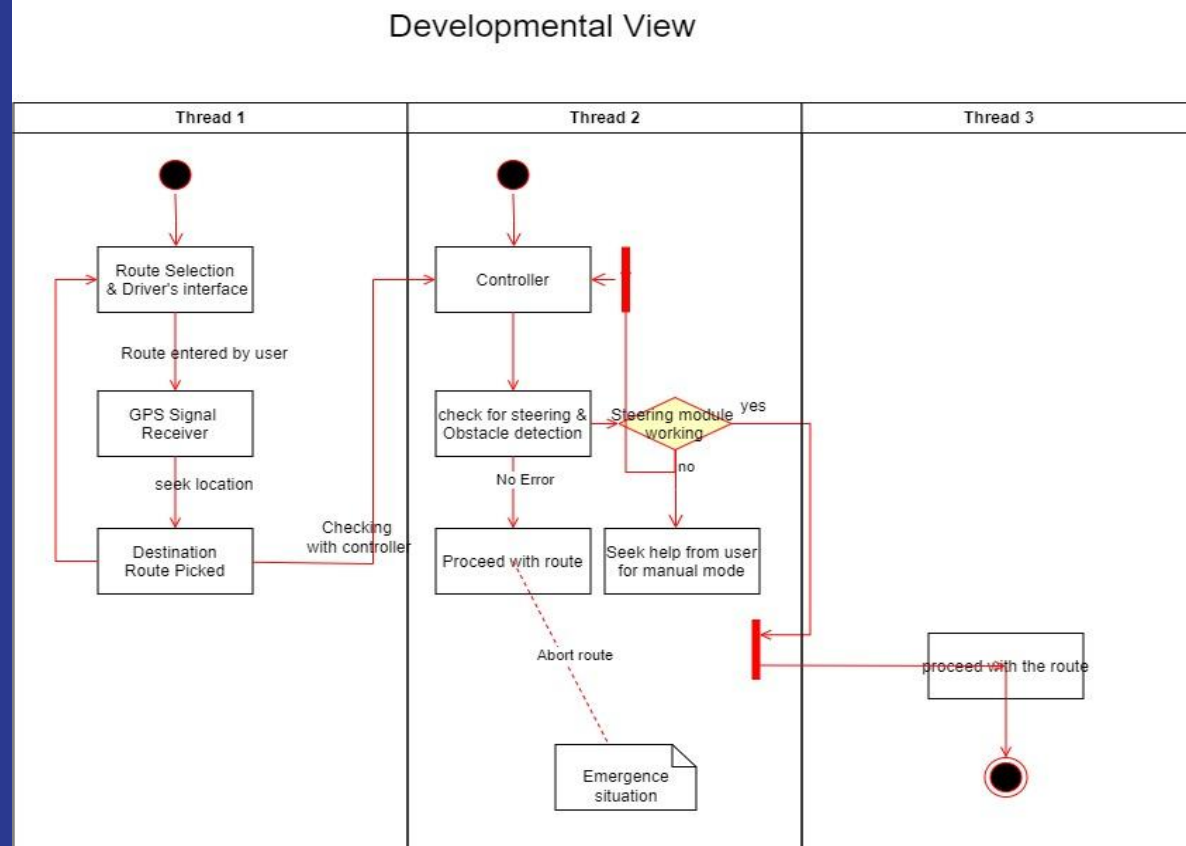 Developmental View
Thread 1
Thread 2
Thread 3
Route Selection
& Driver's interface
Route entered by user
GPS Signal
Receiver
seek location
Destination
Route Picked
Checking
with controller
Controller
check for steering &
Obstacle detection
No Error
Proceed with route
Abort route
Emergence
situation
Steering module
working
yes
no
Seek help from user
for manual mode
proceed with the route